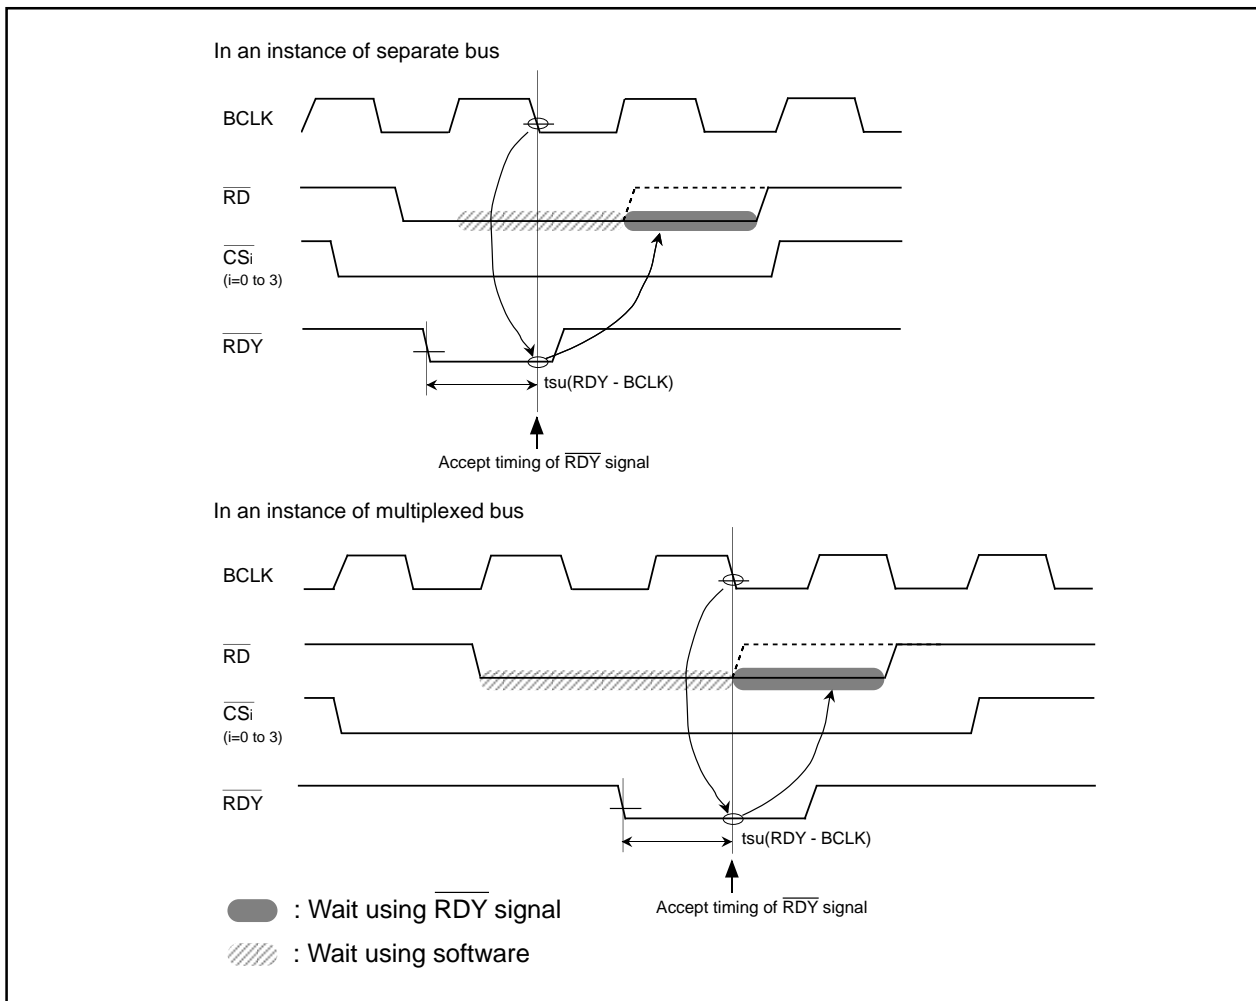 In an instance of separate bus
BCLK
RD
CSi
(i=0 to 3)
RDY
tsu(RDY - BCLK)
Accept timing of RDY signal
In an instance of multiplexed bus
BCLK
RD
CSi
(i=0 to 3)
RDY
tsu(RDY - BCLK)
Accept timing of RDY signal
: Wait using RDY signal
: Wait using software